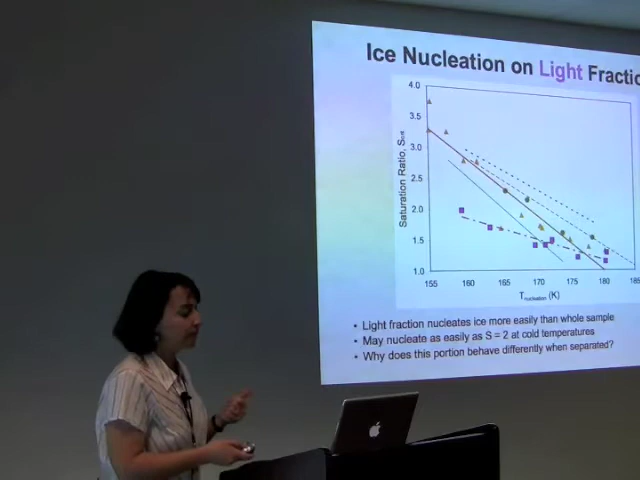 Ice Nucleation on Light Fractio
4.0
3.5
3.0
2.5
2.0
1.5
1.0
Saturation Ratio, Scrit
155 160 165 170 175 180 185
Tnucleation (K)
• Light fraction nucleates ice more easily than whole sample
• May nucleate as easily as S = 2 at cold temperatures
• Why does this portion behave differently when separated?